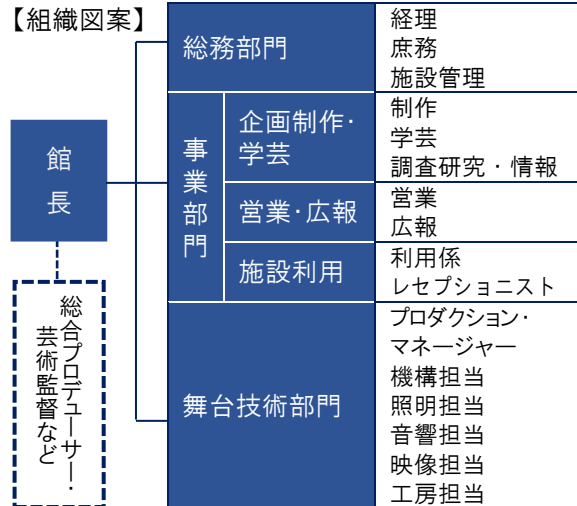 【組織図案】
館長
総合プロデューサー・
芸術監督など
総務部門
経理
庶務
施設管理
事業部門
企画制作・
学芸
制作
学芸
調査研究・情報
営業・広報
営業
広報
施設利用
利用係
レセプショニスト
舞台技術部門
プロダクション・
マネージャー
機構担当
照明担当
音響担当
映像担当
工房担当